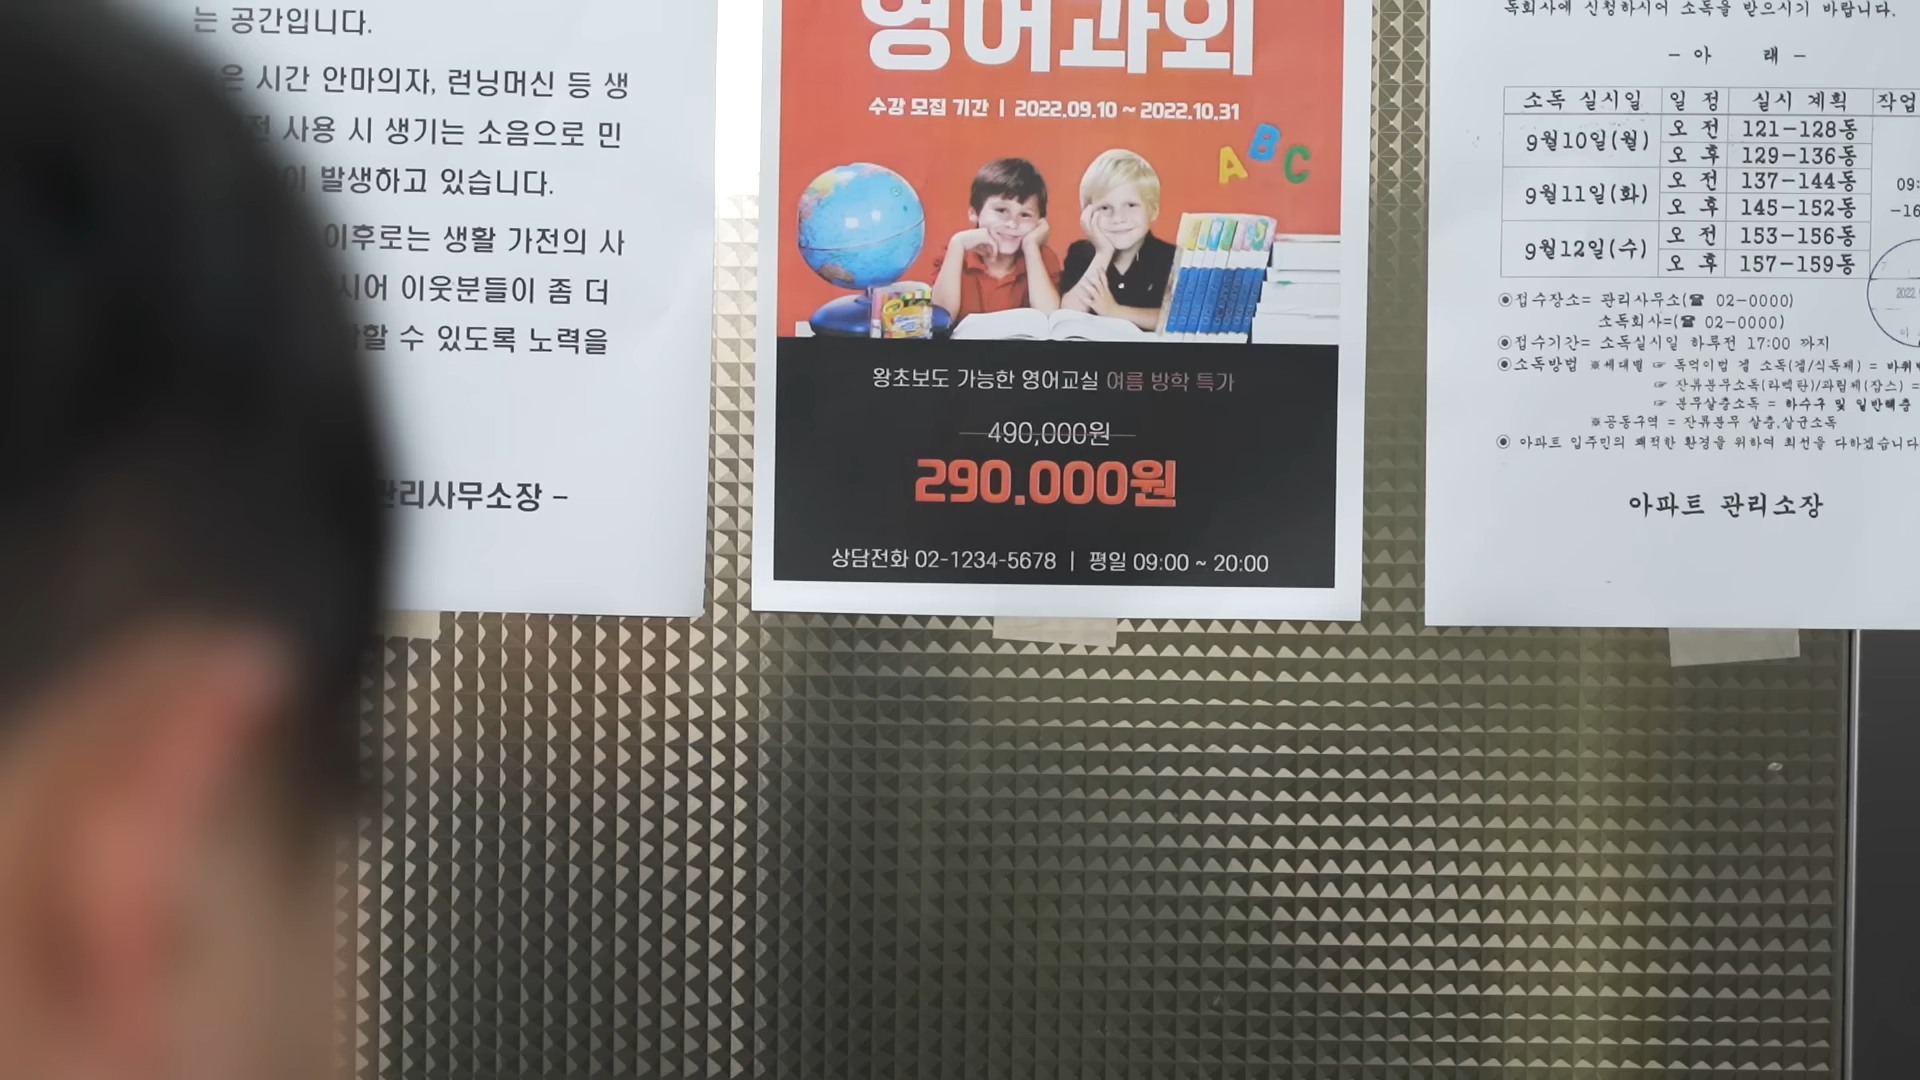 는 공간입니다.
시간 안마의자, 런닝머신 등 생
사용 시 생기는 소음으로 민
발생하고 있습니다.
이후로는 생활 가전의 사
이웃분들이 좀 더
수 있도록 노력을
관리사무소장 –
영어과외
수강 모집 기간 | 2022.09.10 ~ 2022.10.31
A B C
왕초보도 가능한 영어교실 여름 방학 특가
490,000원
290.000원
상담전화 02-1234-5678 | 평일 09:00 ~ 20:00
독회사에 신청하시어 소독을 받으시기 바랍니다.
– 아 래 –
소독 실시일 일 정 실시 계획 작업
9월10일(월) 오 전 121-128동
오 후 129-136동
9월11일(화) 오 전 137-144동 09:
오 후 145-152동 -16
9월12일(수) 오 전 153-156동
오 후 157-159동
2022
◉접수장소= 관리사무소(☎ 02-0000)
소독회사=(☎ 02-0000)
◉접수기간= 소독실시일 하루전 17:00 까지
◉소독방법 ※세대별 ☞ 독먹이법 겔 소독(겔/식독제) = 바퀴
☞ 잔류분무소독(라멕탄)/과립제(잡스) =
☞ 분무살충소독 = 하수구 및 일반해충
※공동구역 = 잔류분무 살충,살균소독
◉ 아파트 입주민의 쾌적한 환경을 위하여 최선을 다하겠습니다
아파트 관리소장